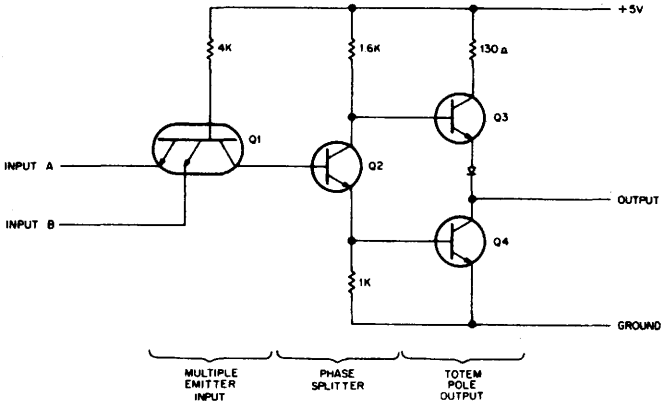 +5V
4K
1.6K
130Ω
Q1
Q3
INPUT A
Q2
OUTPUT
INPUT B
Q4
1K
GROUND
MULTIPLE
EMITTER
INPUT
PHASE
SPLITTER
TOTEM
POLE
OUTPUT